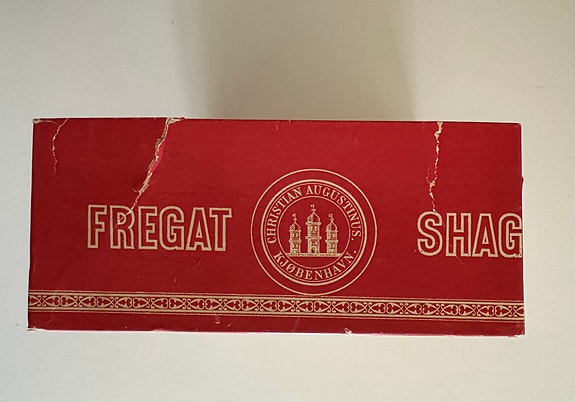 FREGAT
CHRISTIAN AUGUSTINUS.
KJØBENHAVN.
SHAG